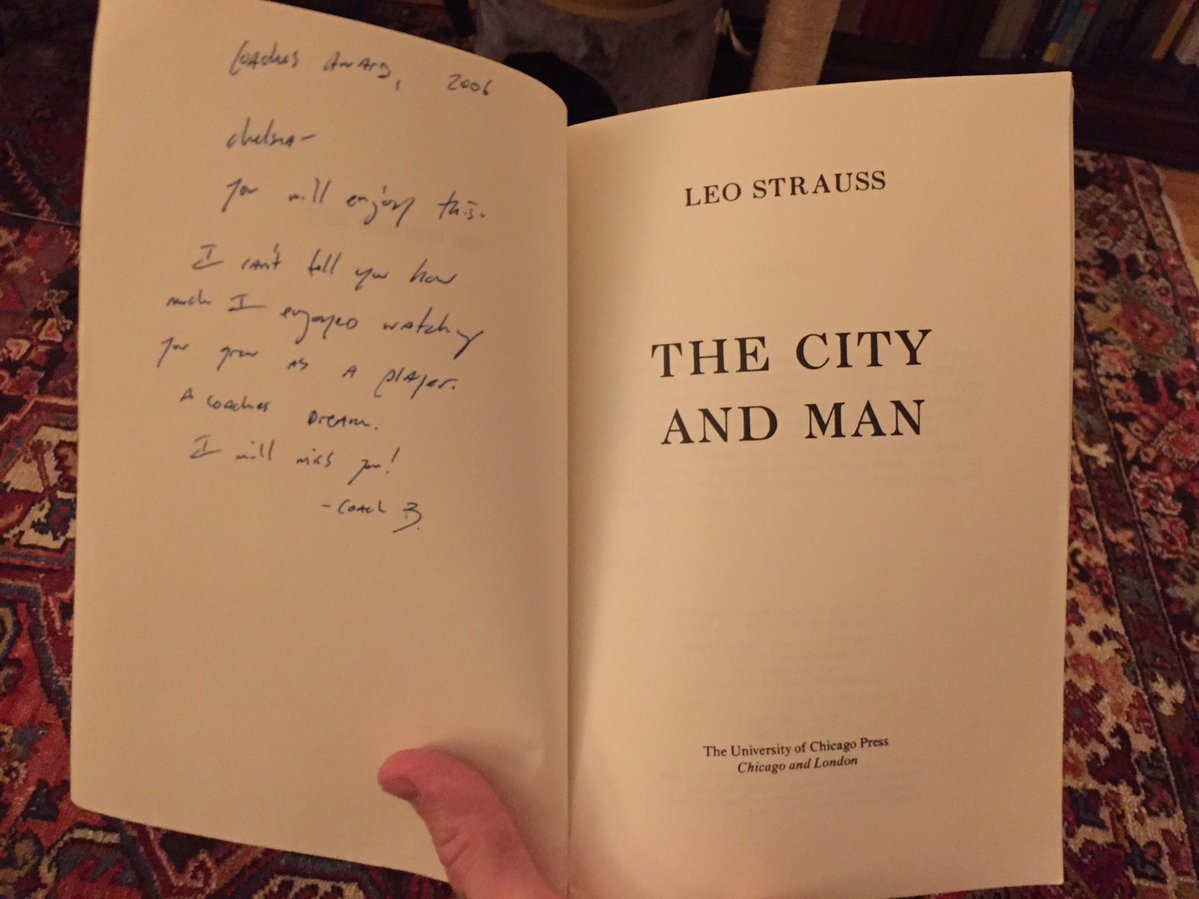 Coaches Award, 2006
Chelsea-
You will enjoy this.
I can't tell you how
much I enjoyed watching
you grow as a player.
A coaches Dream.
I will miss you!
- Coach B.
LEO STRAUSS
THE CITY
AND MAN
The University of Chicago Press
Chicago and London